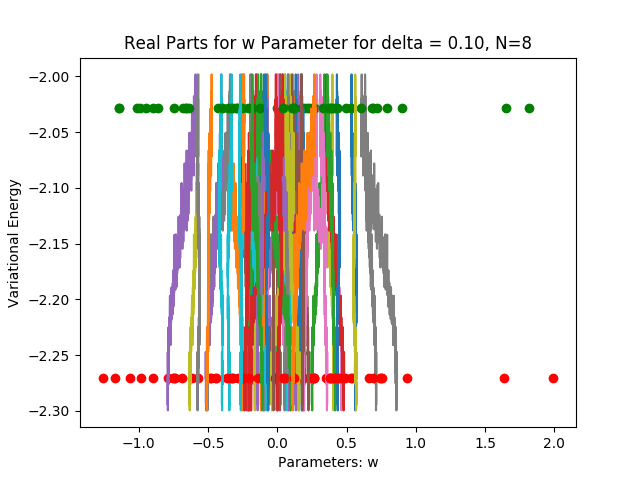 Real Parts for w Parameter for delta = 0.10, N=8
−2.00
−2.05
−2.10
−2.15
−2.20
−2.25
−2.30
Variational Energy
−1.0 −0.5 0.0 0.5 1.0 1.5 2.0
Parameters: w